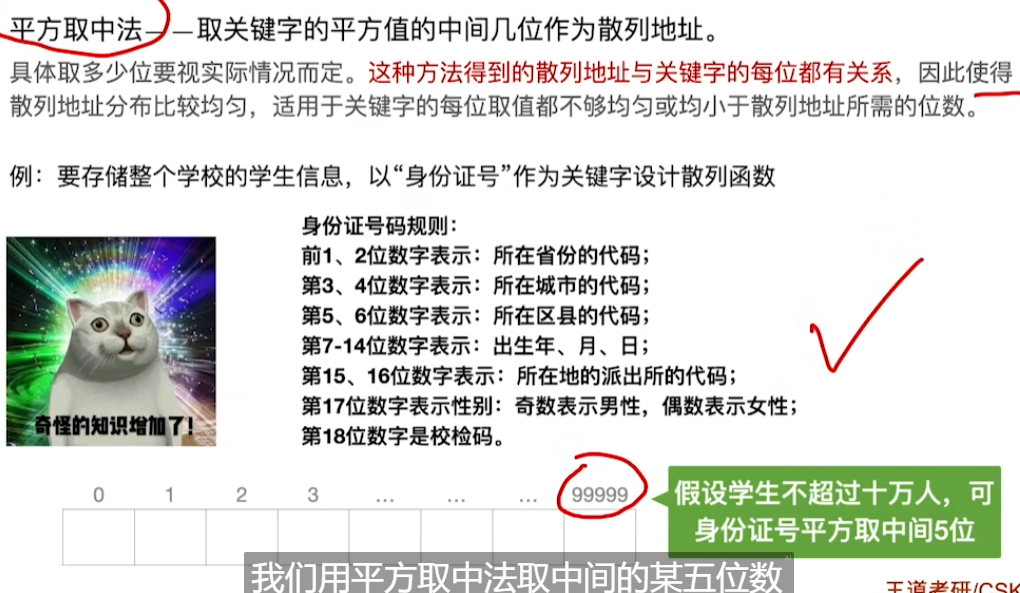 平方取中法——取关键字的平方值的中间几位作为散列地址。
具体取多少位要视实际情况而定。这种方法得到的散列地址与关键字的每位都有关系，因此使得
散列地址分布比较均匀，适用于关键字的每位取值都不够均匀或均小于散列地址所需的位数。
例：要存储整个学校的学生信息，以“身份证号”作为关键字设计散列函数
身份证号码规则：
前1、2位数字表示：所在省份的代码；
第3、4位数字表示：所在城市的代码；
第5、6位数字表示：所在区县的代码；
第7-14位数字表示：出生年、月、日；
第15、16位数字表示：所在地的派出所的代码；
第17位数字表示性别：奇数表示男性，偶数表示女性；
第18位数字是校检码。
奇怪的知识增加了！
0 1 2 3 … … … 99999
假设学生不超过十万人，可
身份证号平方取中间5位
我们用平方取中法取中间的某五位数
王道考研/CSK